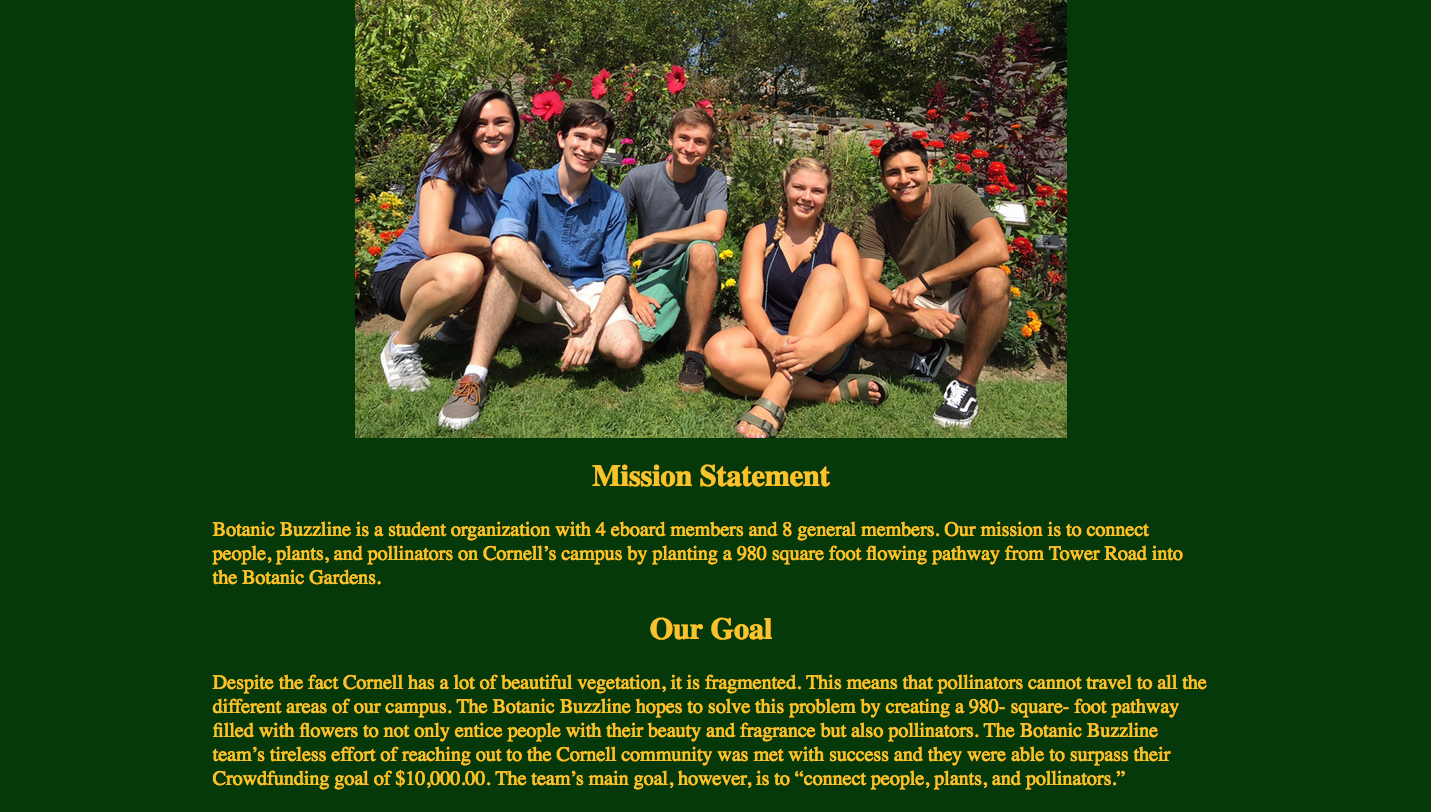 Mission Statement
Botanic Buzzline is a student organization with 4 eboard members and 8 general members. Our mission is to connect
people, plants, and pollinators on Cornell’s campus by planting a 980 square foot flowing pathway from Tower Road into
the Botanic Gardens.
Our Goal
Despite the fact Cornell has a lot of beautiful vegetation, it is fragmented. This means that pollinators cannot travel to all the
different areas of our campus. The Botanic Buzzline hopes to solve this problem by creating a 980- square- foot pathway
filled with flowers to not only entice people with their beauty and fragrance but also pollinators. The Botanic Buzzline
team’s tireless effort of reaching out to the Cornell community was met with success and they were able to surpass their
Crowdfunding goal of $10,000.00. The team’s main goal, however, is to “connect people, plants, and pollinators.”